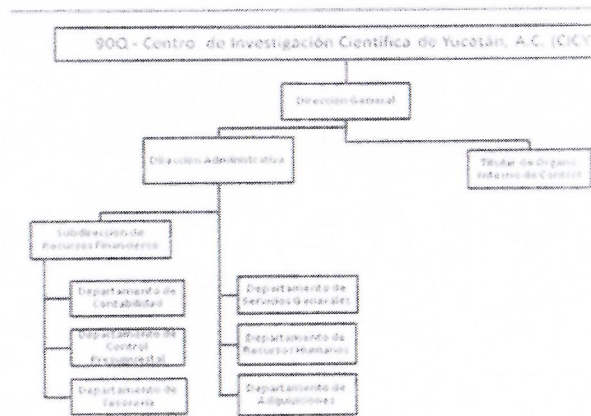 90Q - Centro de Investigación Científica de Yucatán, A.C. (CICY
Dirección General
Dirección Administrativa
Titular de Órgano
Interno de Control
Subdirección de
Recursos Financieros
Departamento de
Contabilidad
Departamento de
Control
Presupuestal
Departamento de
Tesorería
Departamento de
Servicios Generales
Departamento de
Recursos Humanos
Departamento de
Adquisiciones